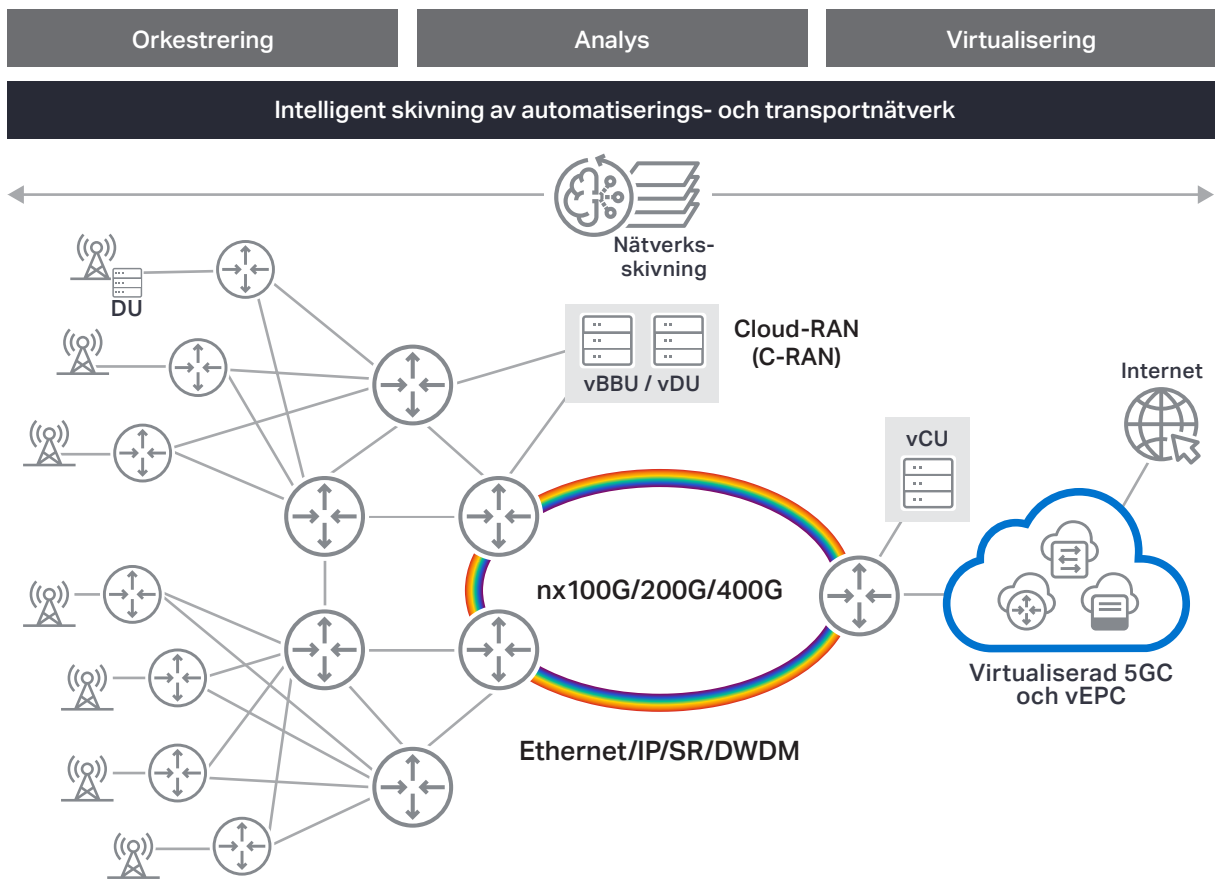 Orkestrering
Analys
Virtualisering
Intelligent skivning av automatiserings- och transportnätverk
Nätverks-
skivning
DU
Cloud-RAN
(C-RAN)
vBBU / vDU
Internet
vCU
nx100G/200G/400G
Virtualiserad 5GC
och vEPC
Ethernet/IP/SR/DWDM